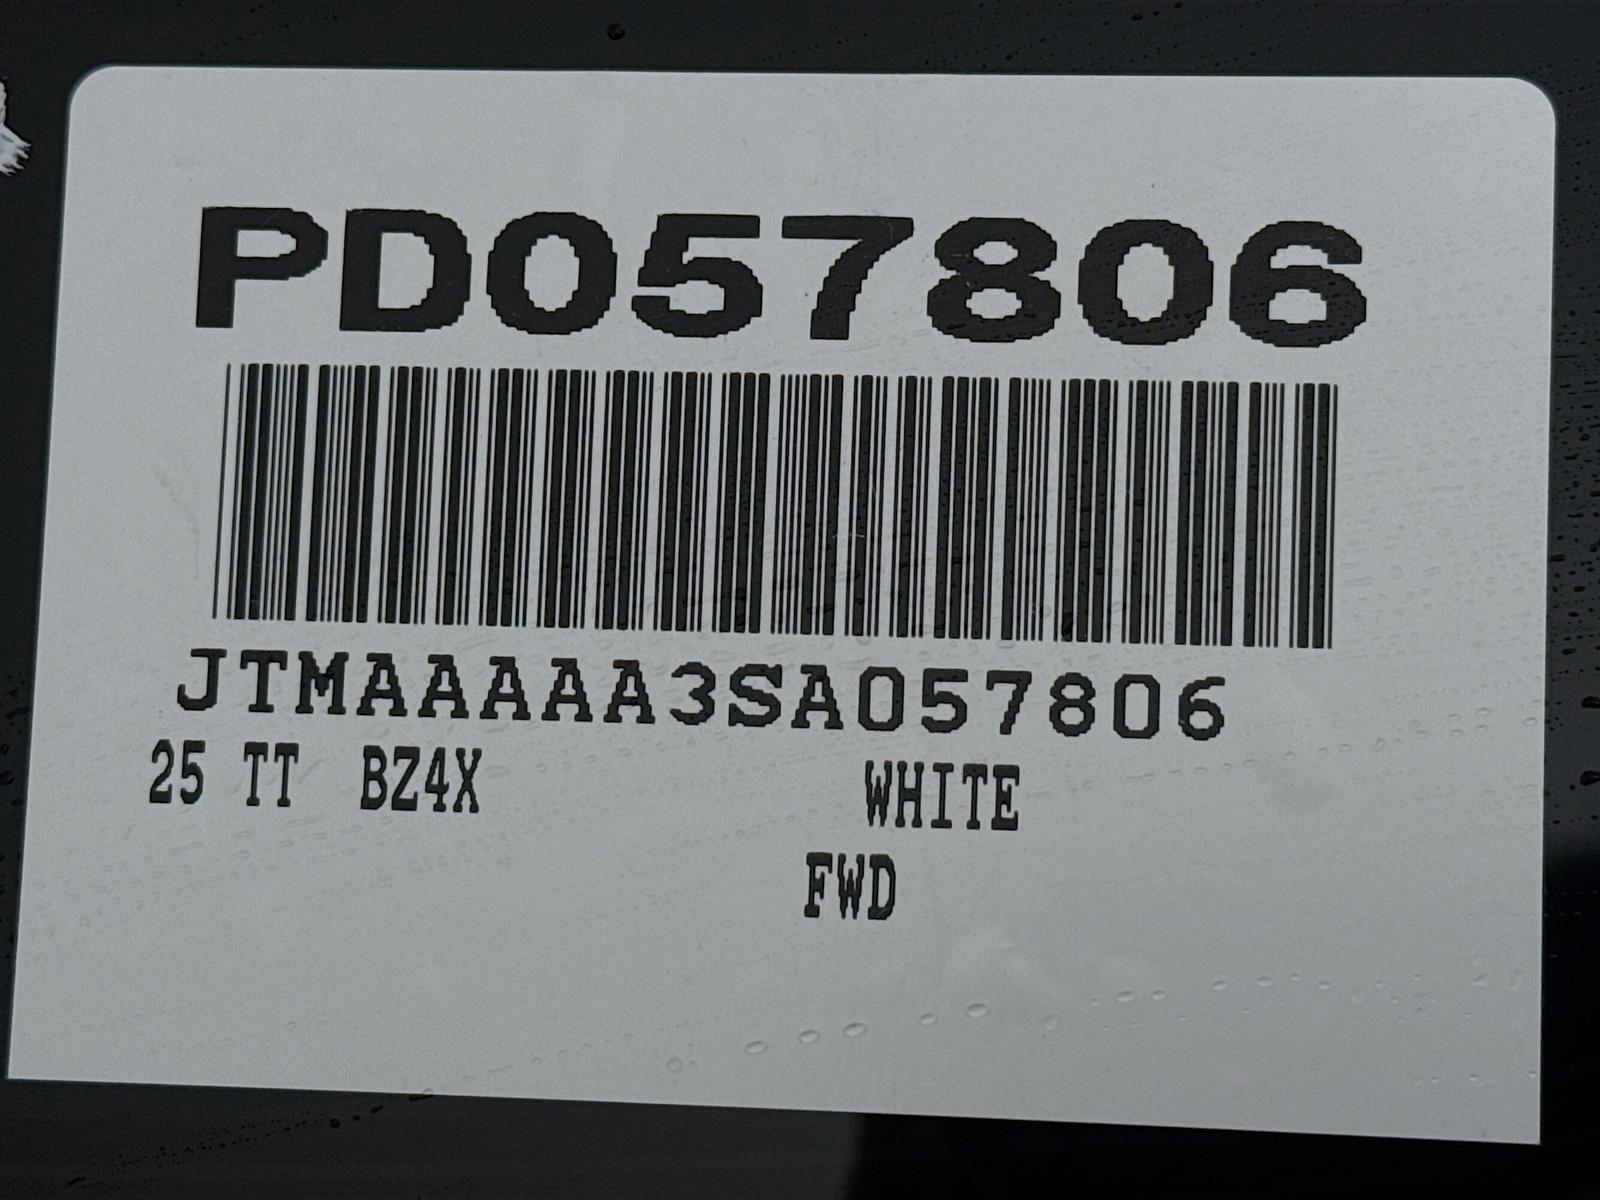 PD057806
JTMAAAAA3SA057806
25 TT BZ4X WHITE
FWD